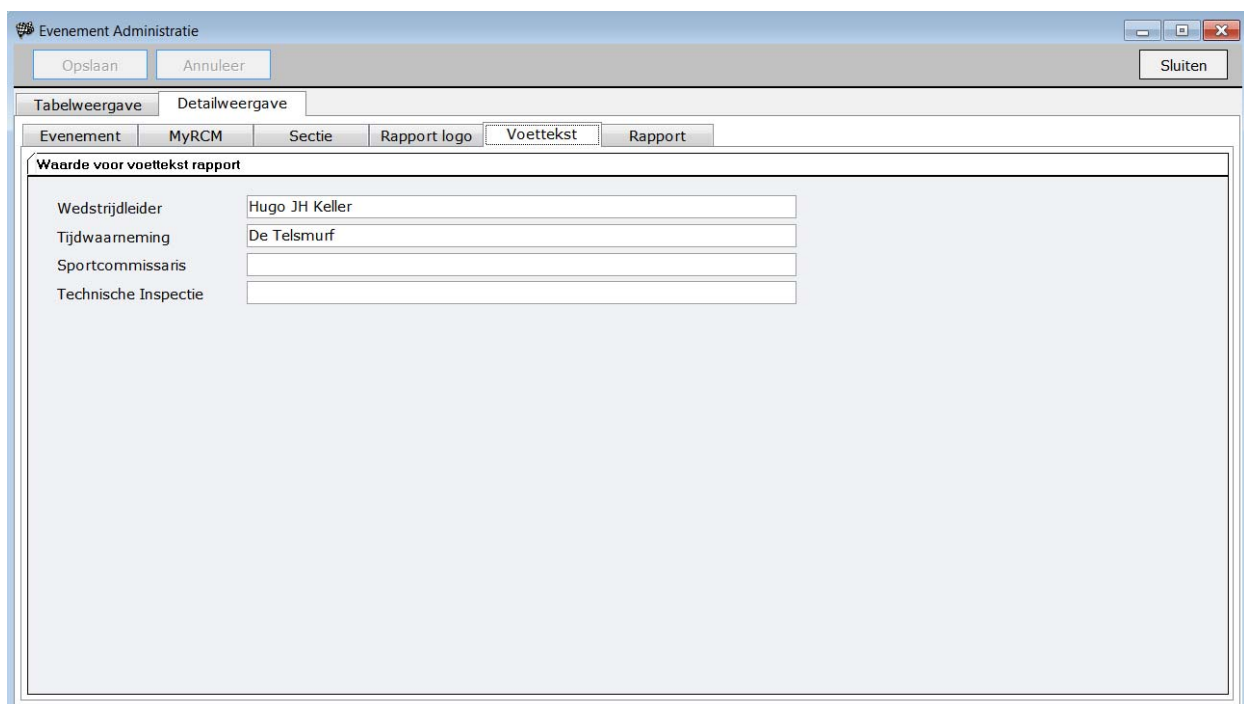 Evenement Administratie
Opslaan Annuleer Sluiten
Tabelweergave Detailweergave
Evenement MyRCM Sectie Rapport logo Voettekst Rapport
Waarde voor voettekst rapport
Wedstrijdleider Hugo JH Keller
Tijdwaarneming De Telsmurf
Sportcommissaris
Technische Inspectie